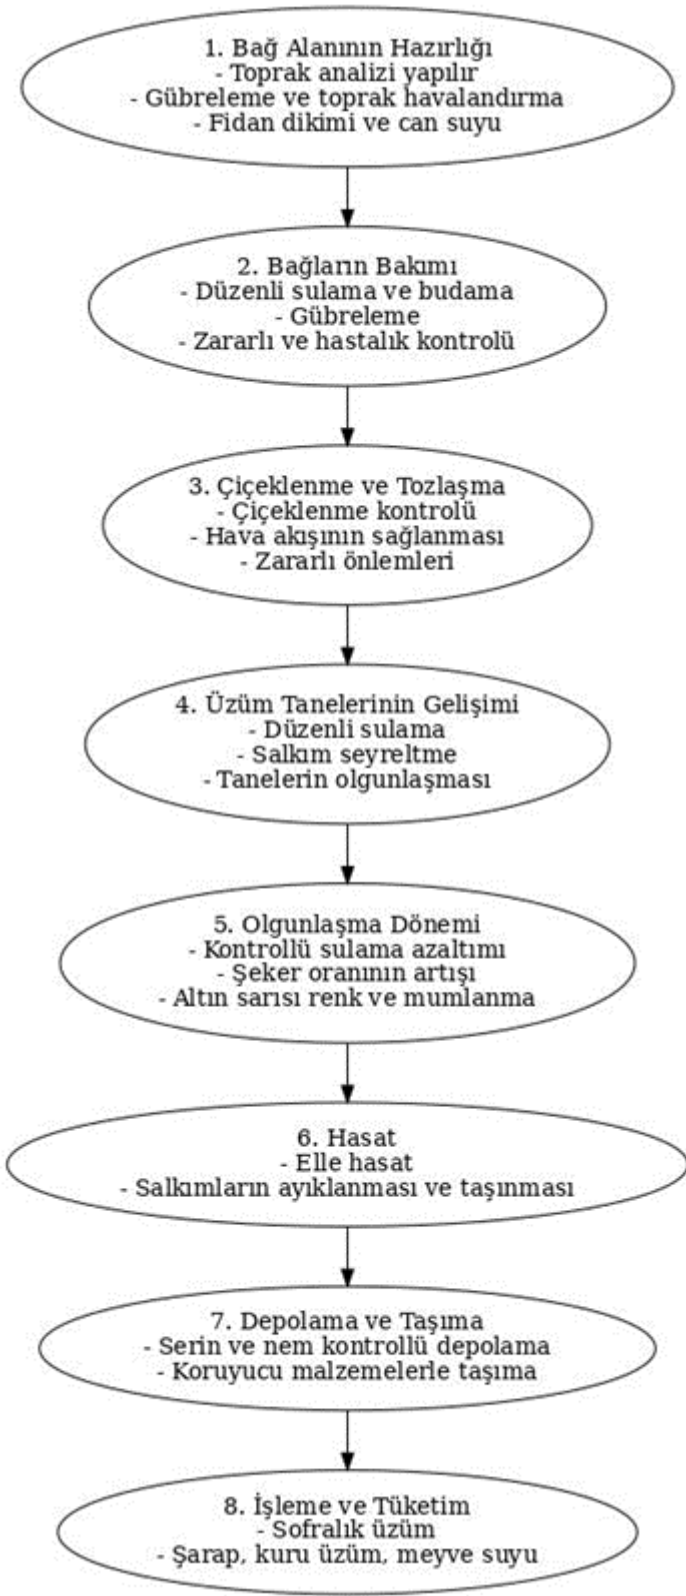 1. Bağ Alanının Hazırlığı
- Toprak analizi yapılır
- Gübreleme ve toprak havalandırma
- Fidan dikimi ve can suyu
2. Bağların Bakımı
- Düzenli sulama ve budama
- Gübreleme
- Zararlı ve hastalık kontrolü
3. Çiçeklenme ve Tozlaşma
- Çiçeklenme kontrolü
- Hava akışının sağlanması
- Zararlı önlemleri
4. Üzüm Tanelerinin Gelişimi
- Düzenli sulama
- Salkım seyreltme
- Tanelerin olgunlaşması
5. Olgunlaşma Dönemi
- Kontrollü sulama azaltımı
- Şeker oranının artışı
- Altın sarısı renk ve mumlanma
6. Hasat
- Elle hasat
- Salkımların ayıklanması ve taşınması
7. Depolama ve Taşıma
- Serin ve nem kontrollü depolama
- Koruyucu malzemelerle taşıma
8. İşleme ve Tüketim
- Sofralık üzüm
- Şarap, kuru üzüm, meyve suyu